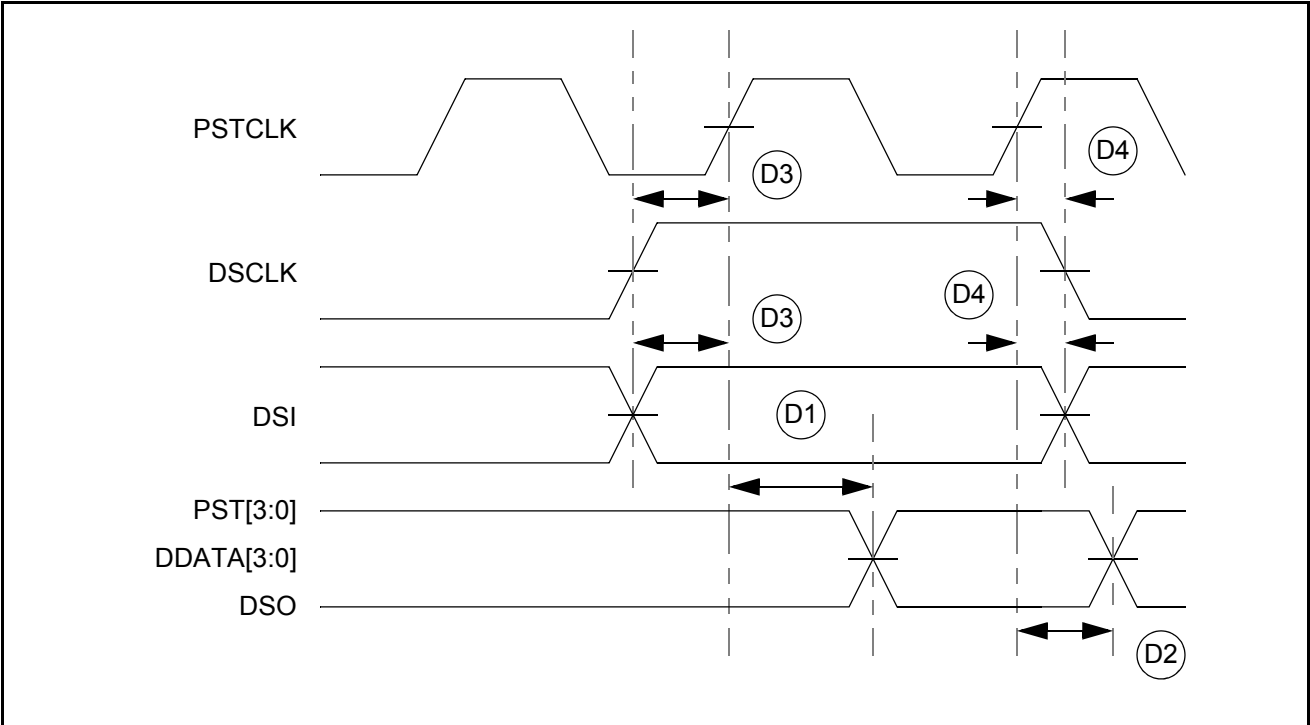 PSTCLK
D4
D3
DSCLK
D4
D3
DSI
D1
PST[3:0]
DDATA[3:0]
DSO
D2